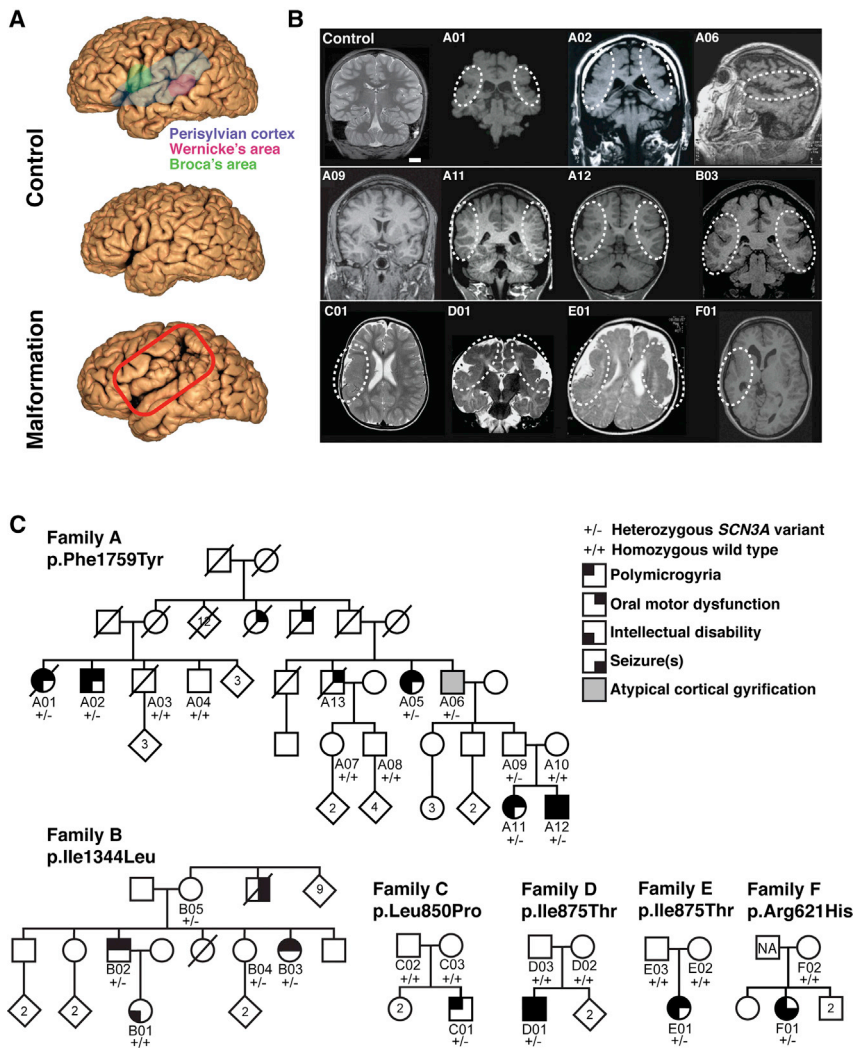 A
B
Control
Malformation
Perisylvian cortex
Wernicke's area
Broca's area
Control
A01
A02
A06
A09
A11
A12
B03
C01
D01
E01
F01
C
Family A
p.Phe1759Tyr
+/- Heterozygous SCN3A variant
+/+ Homozygous wild type
Polymicrogyria
Oral motor dysfunction
Intellectual disability
Seizure(s)
Atypical cortical gyrification
12
3
A01
+/-
A02
+/-
A03
+/+
A04
+/+
A13
A05
+/-
A06
+/-
3
A07
+/+
A08
+/+
A09
+/-
A10
+/+
2
4
3
2
A11
+/-
A12
+/-
Family B
p.Ile1344Leu
B05
+/-
9
B02
+/-
B04
+/-
B03
+/-
2
2
B01
+/+
2
2
Family C
p.Leu850Pro
C02
+/+
C03
+/+
2
C01
+/-
Family D
p.Ile875Thr
D03
+/+
D02
+/+
D01
+/-
2
Family E
p.Ile875Thr
E03
+/+
E02
+/+
E01
+/-
Family F
p.Arg621His
NA
F02
+/+
F01
+/-
2